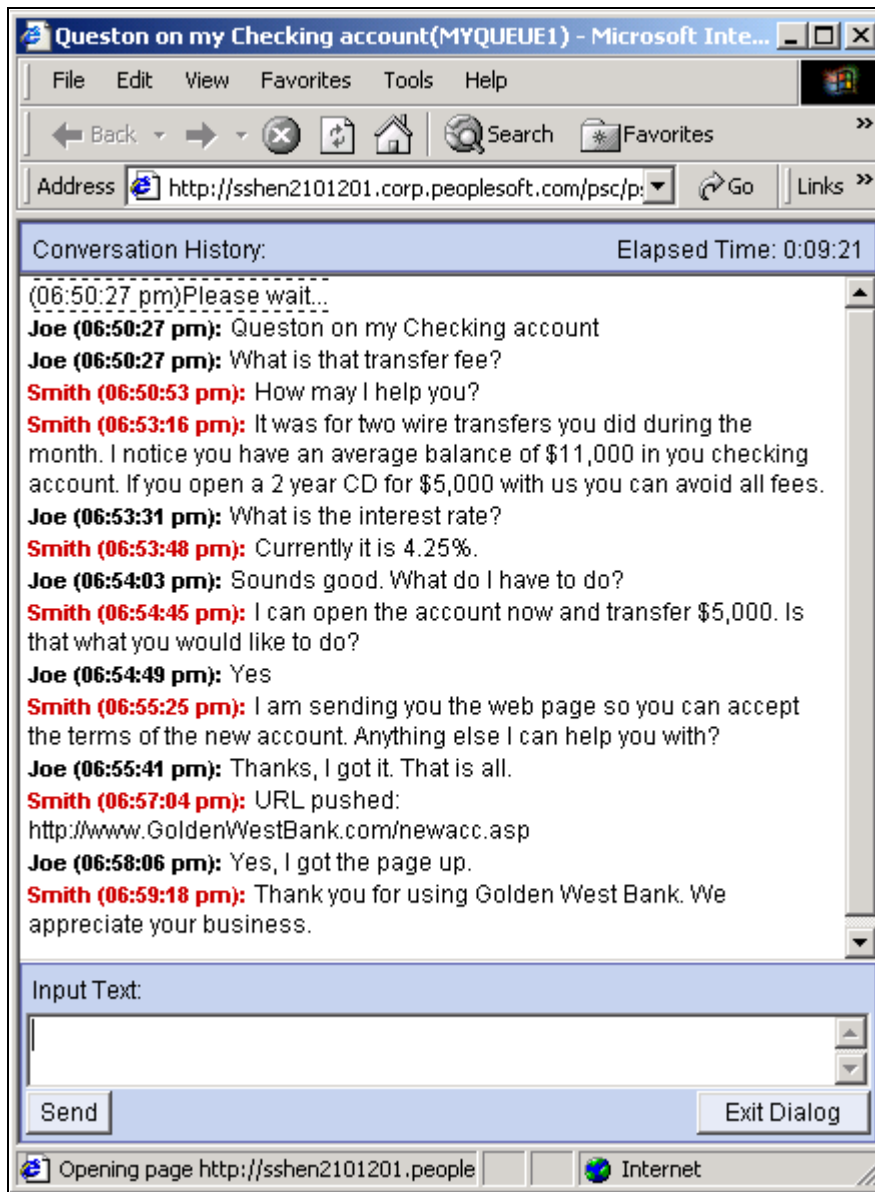 Queston on my Checking account(MYQUEUE1) - Microsoft Inte...
File Edit View Favorites Tools Help
Back Search Favorites »
Address http://sshen2101201.corp.peoplesoft.com/psc/p Go Links »
Conversation History: Elapsed Time: 0:09:21
(06:50:27 pm)Please wait...
Joe (06:50:27 pm): Queston on my Checking account
Joe (06:50:27 pm): What is that transfer fee?
Smith (06:50:53 pm): How may I help you?
Smith (06:53:16 pm): It was for two wire transfers you did during the
month. I notice you have an average balance of $11,000 in you checking
account. If you open a 2 year CD for $5,000 with us you can avoid all fees.
Joe (06:53:31 pm): What is the interest rate?
Smith (06:53:48 pm): Currently it is 4.25%.
Joe (06:54:03 pm): Sounds good. What do I have to do?
Smith (06:54:45 pm): I can open the account now and transfer $5,000. Is
that what you would like to do?
Joe (06:54:49 pm): Yes
Smith (06:55:25 pm): I am sending you the web page so you can accept
the terms of the new account. Anything else I can help you with?
Joe (06:55:41 pm): Thanks, I got it. That is all.
Smith (06:57:04 pm): URL pushed:
http://www.GoldenWestBank.com/newacc.asp
Joe (06:58:06 pm): Yes, I got the page up.
Smith (06:59:18 pm): Thank you for using Golden West Bank. We
appreciate your business.
Input Text:
Send Exit Dialog
Opening page http://sshen2101201.people Internet